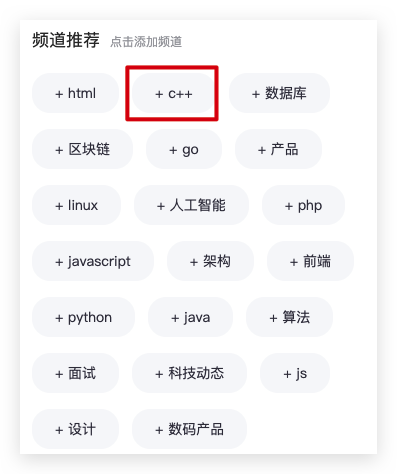 频道推荐 点击添加频道
+ html + c++ + 数据库
+ 区块链 + go + 产品
+ linux + 人工智能 + php
+ javascript + 架构 + 前端
+ python + java + 算法
+ 面试 + 科技动态 + js
+ 设计 + 数码产品